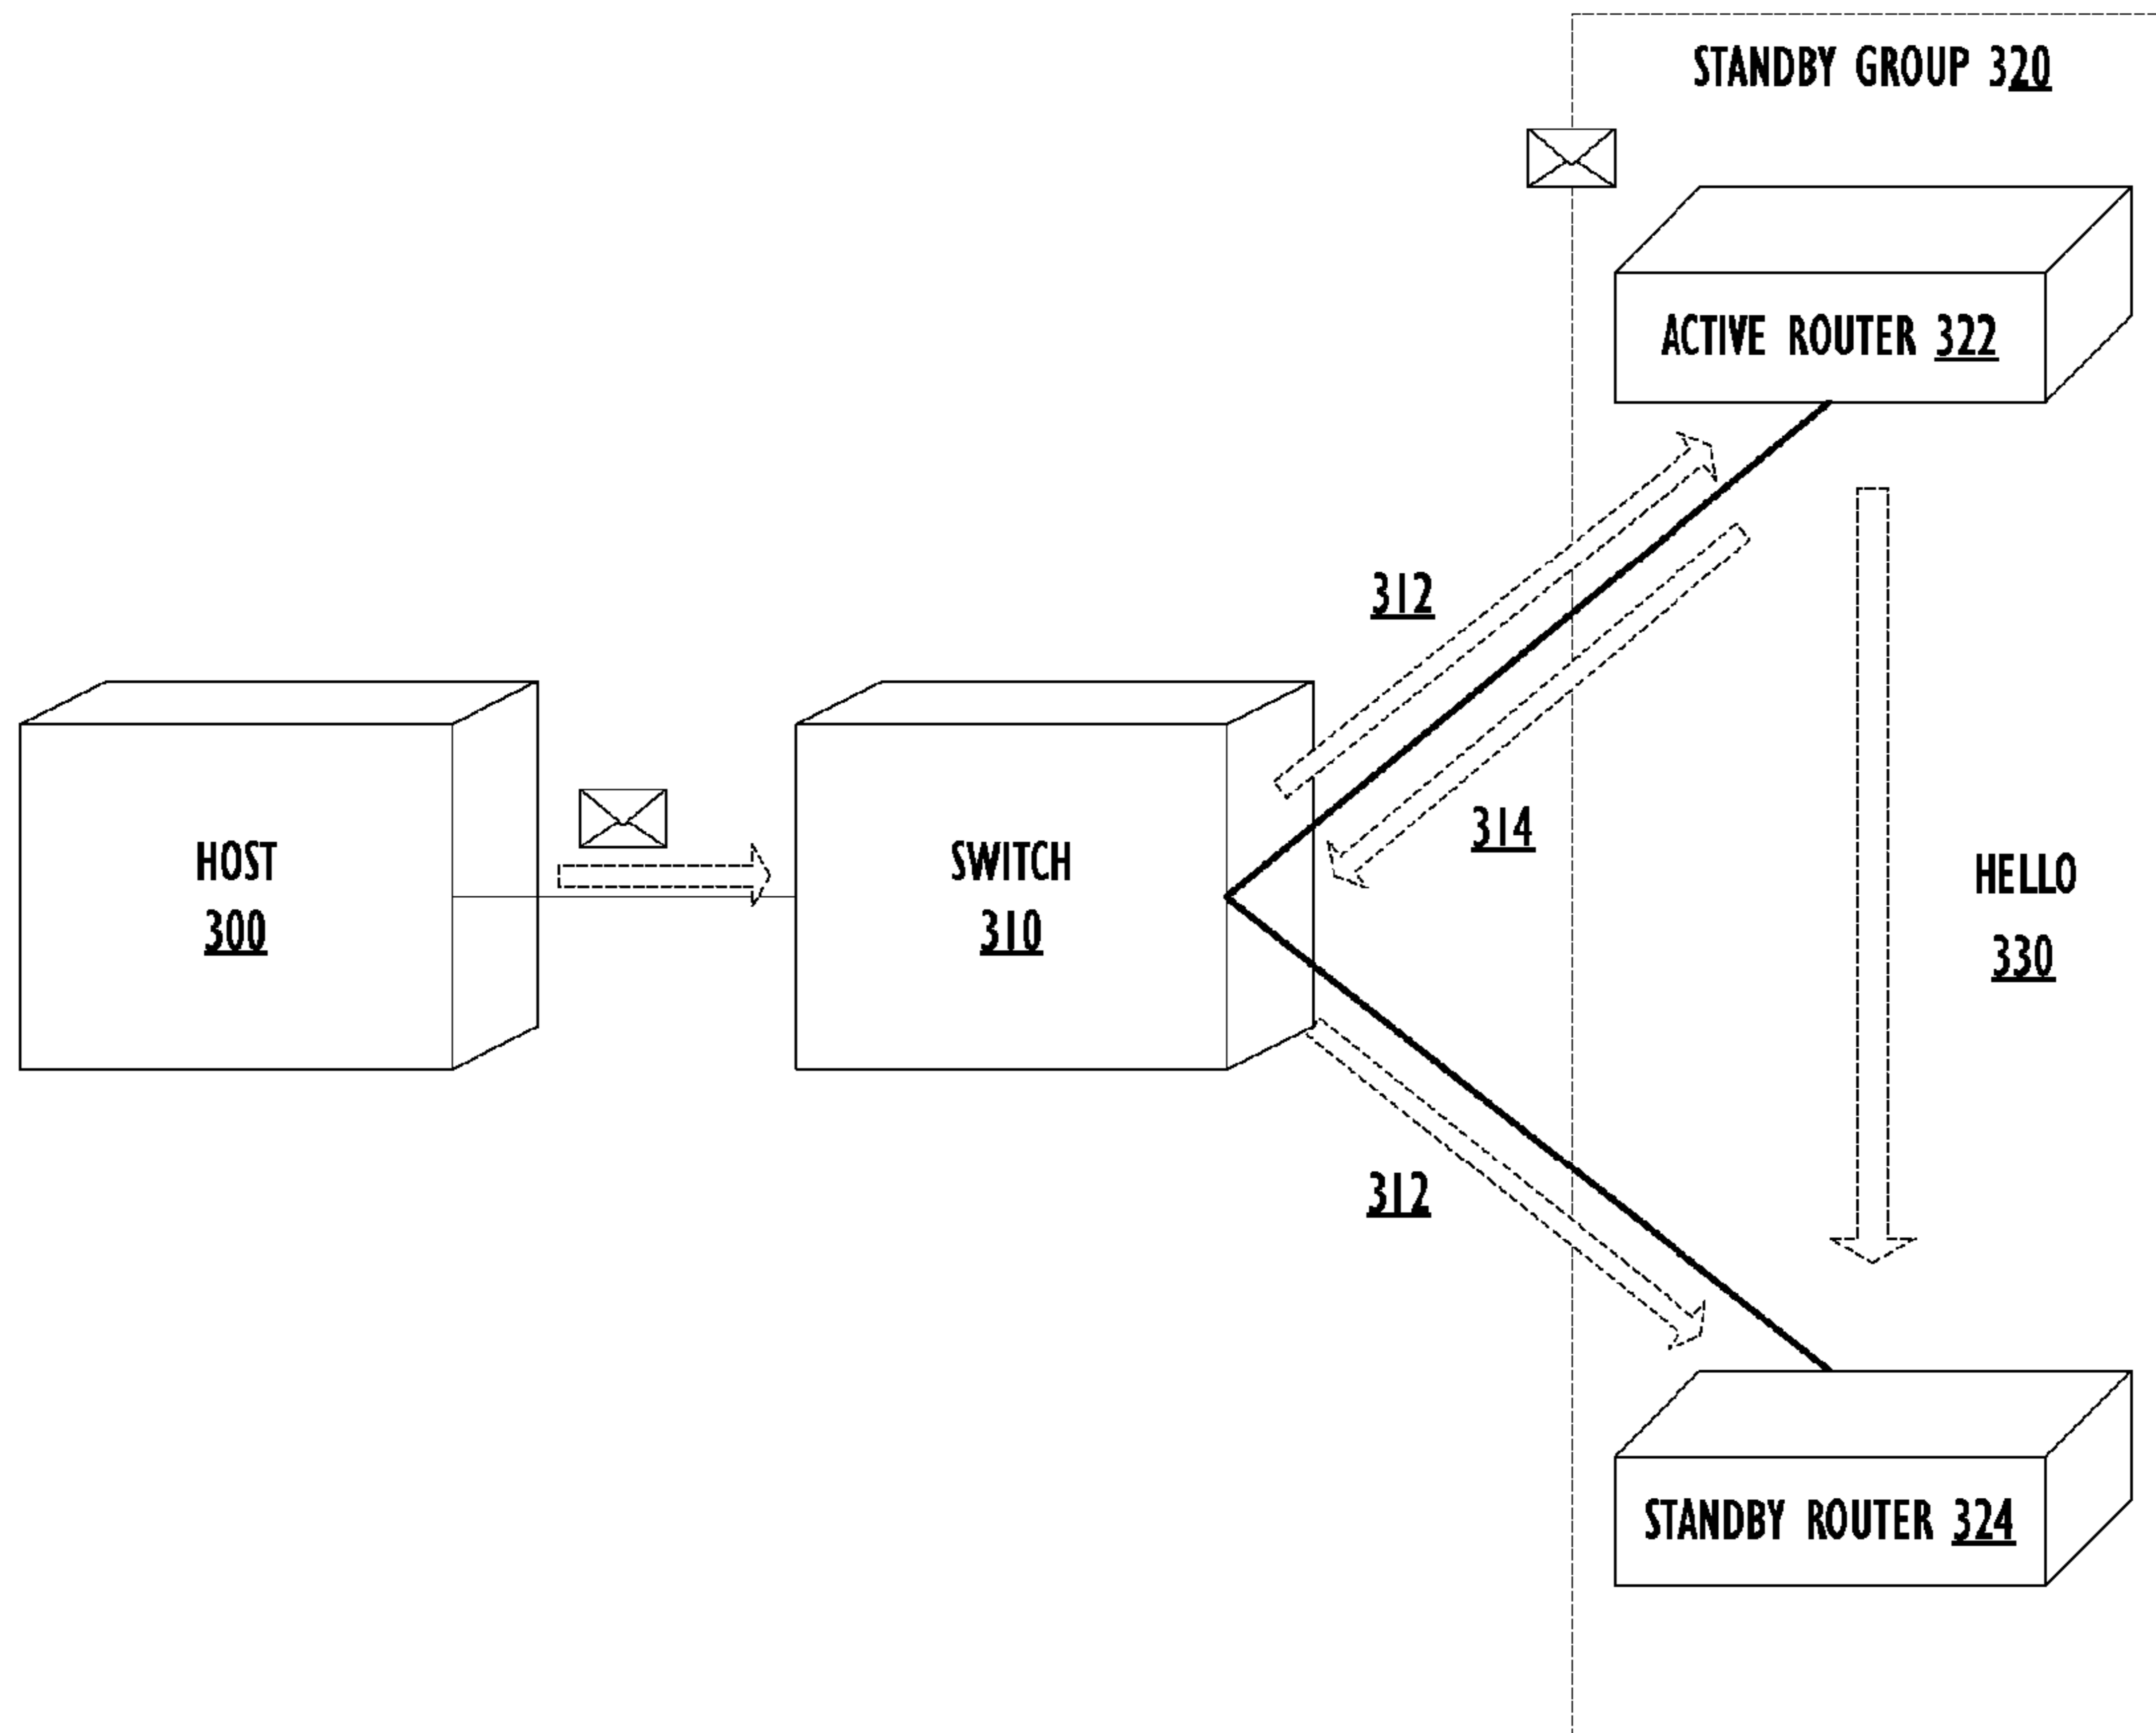 STANDBY GROUP 320
ACTIVE ROUTER 322
312
314
HOST
300
SWITCH
310
HELLO
330
312
STANDBY ROUTER 324